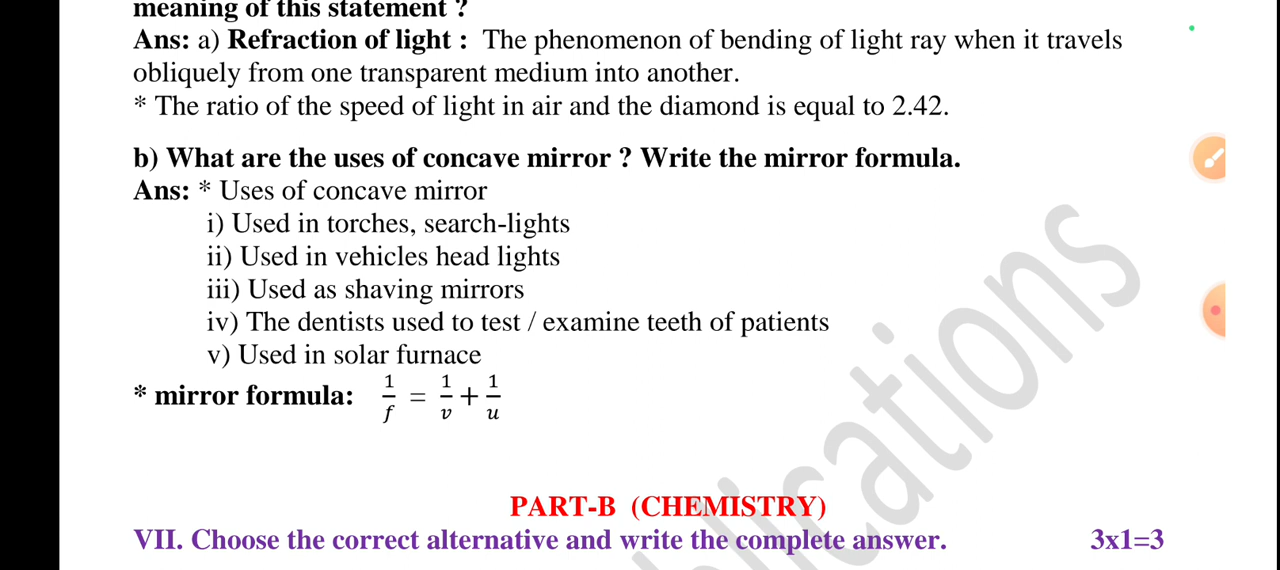 meaning of this statement ?
Ans: a) Refraction of light : The phenomenon of bending of light ray when it travels
obliquely from one transparent medium into another.
* The ratio of the speed of light in air and the diamond is equal to 2.42.
b) What are the uses of concave mirror ? Write the mirror formula.
Ans: * Uses of concave mirror
i) Used in torches, search-lights
ii) Used in vehicles head lights
iii) Used as shaving mirrors
iv) The dentists used to test / examine teeth of patients
v) Used in solar furnace
* mirror formula: 1/f = 1/v + 1/u
PART-B (CHEMISTRY)
VII. Choose the correct alternative and write the complete answer. 3x1=3